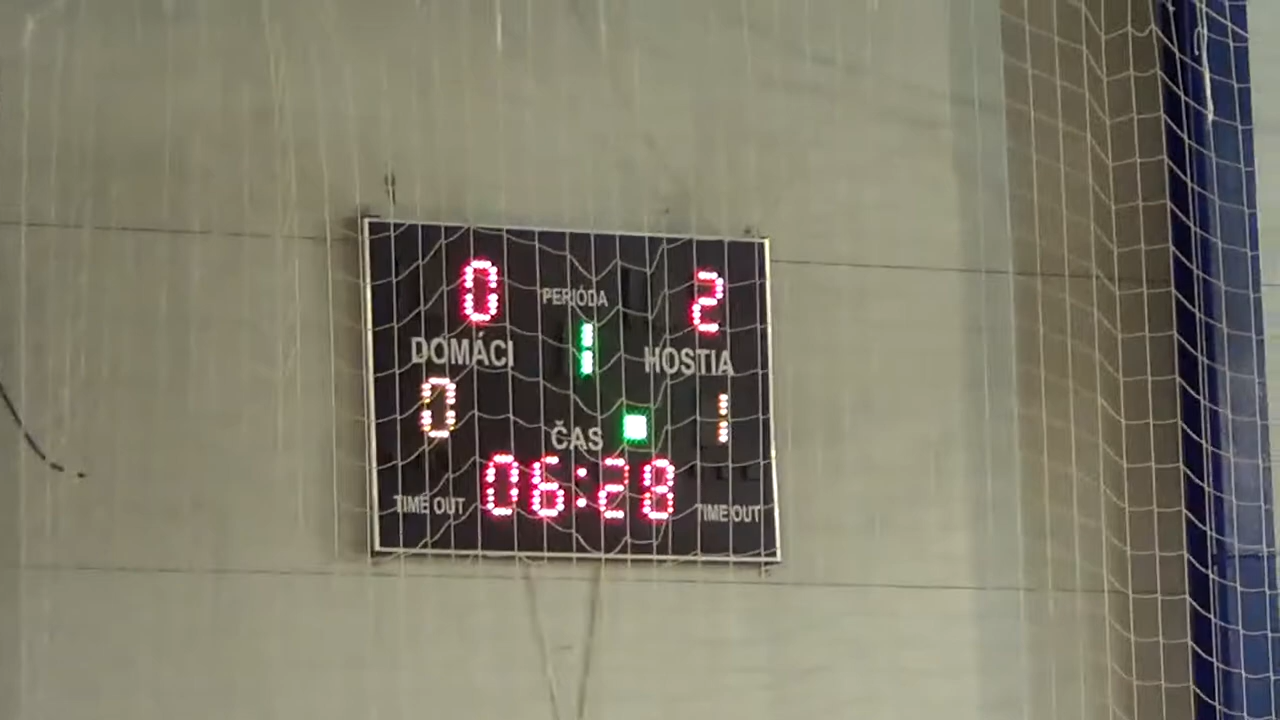 0 PERIÓDA 2
1
DOMÁCI HOSTIA
0 1
ČAS
06:28
TIME OUT TIME OUT